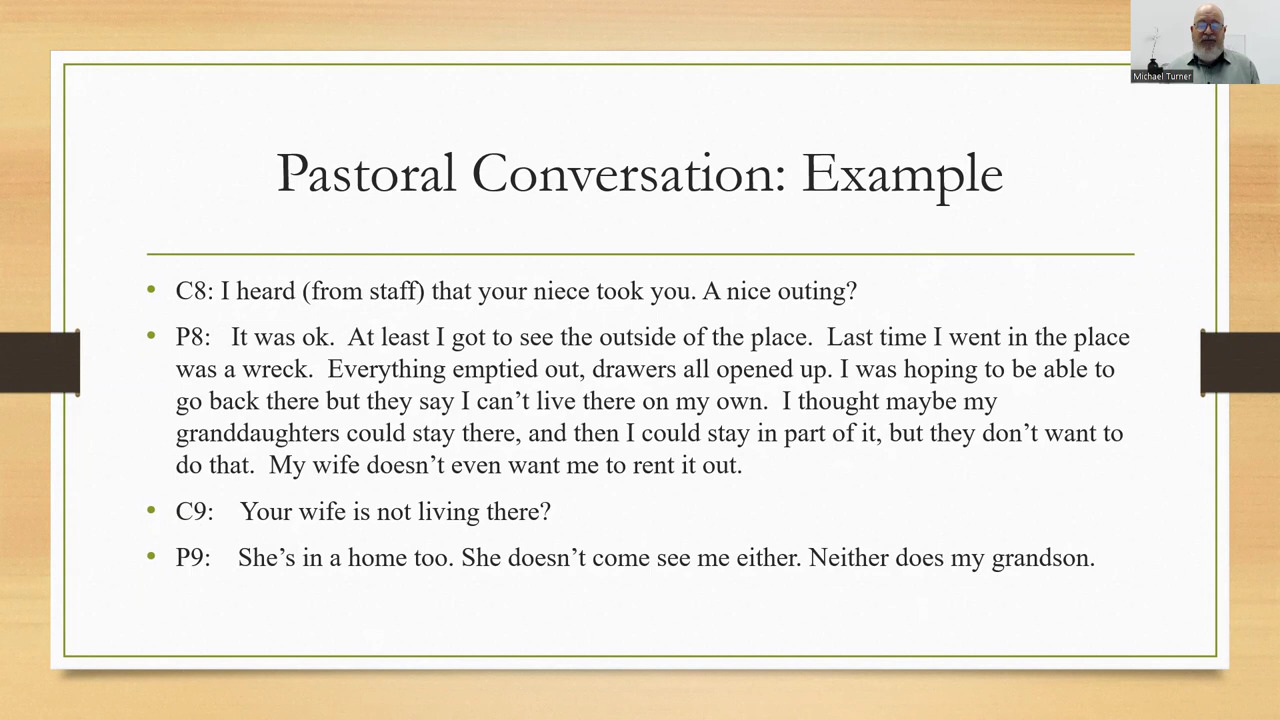 Michael Turner
Pastoral Conversation: Example
• C8: I heard (from staff) that your niece took you. A nice outing?
• P8: It was ok. At least I got to see the outside of the place. Last time I went in the place
was a wreck. Everything emptied out, drawers all opened up. I was hoping to be able to
go back there but they say I can’t live there on my own. I thought maybe my
granddaughters could stay there, and then I could stay in part of it, but they don’t want to
do that. My wife doesn’t even want me to rent it out.
• C9: Your wife is not living there?
• P9: She’s in a home too. She doesn’t come see me either. Neither does my grandson.